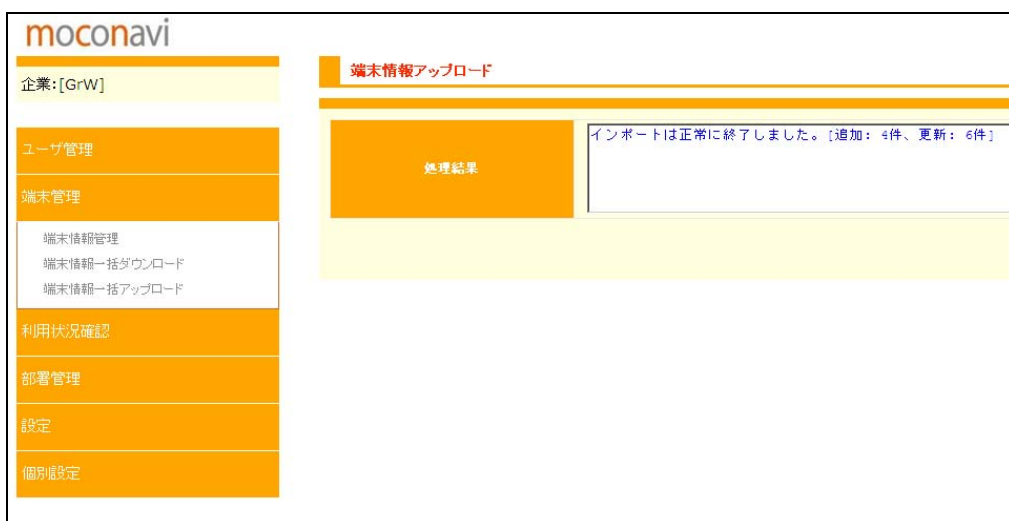 moconavi
企業:[GrW]
ユーザ管理
端末管理
端末情報管理
端末情報一括ダウンロード
端末情報一括アップロード
利用状況確認
部署管理
設定
個別設定
端末情報アップロード
処理結果
インポートは正常に終了しました。[追加: 4件、更新: 6件]